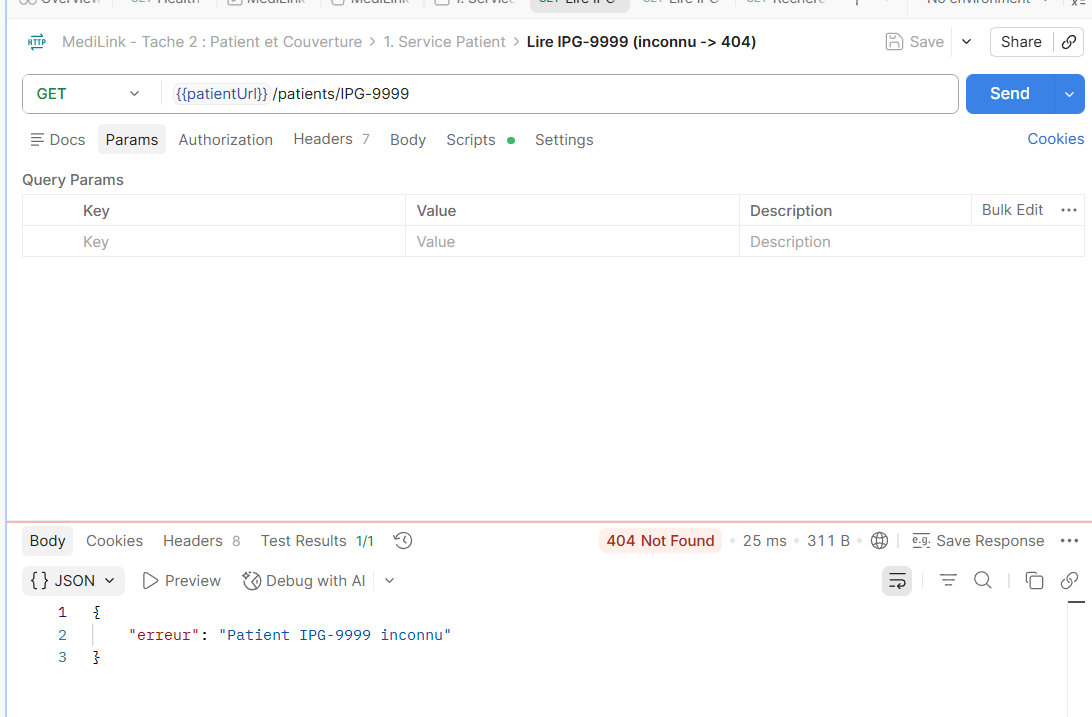 MediLink - Tache 2 : Patient et Couverture > 1. Service Patient > Lire IPG-9999 (inconnu -> 404) Save Share
HTTP
GET {{patientUrl}} /patients/IPG-9999 Send
Docs Params Authorization Headers 7 Body Scripts Settings Cookies
Query Params
Key Value Description Bulk Edit ...
Key Value Description
Body Cookies Headers 8 Test Results 1/1 404 Not Found 25 ms 311 B e.g. Save Response ...
{} JSON Preview Debug with AI
1 {
2 "erreur": "Patient IPG-9999 inconnu"
3 }